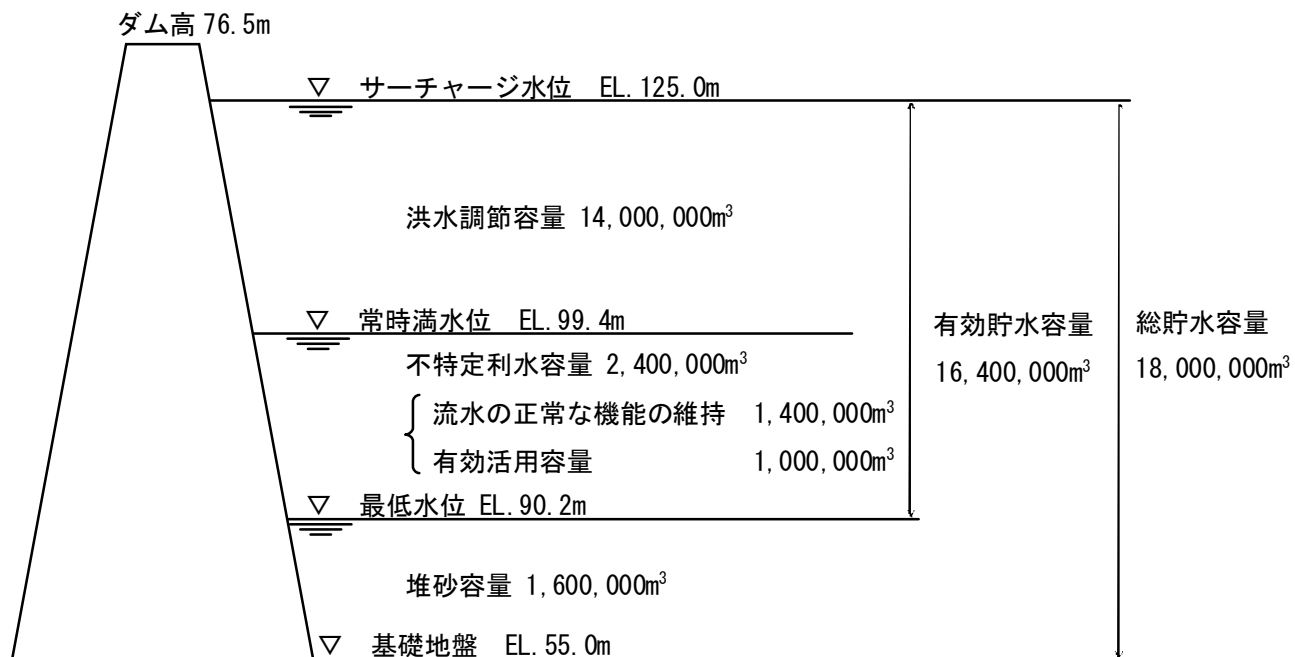 ダム高 76.5m
▽ サーチャージ水位 EL.125.0m
洪水調節容量 14,000,000m³
▽ 常時満水位 EL.99.4m
不特定利水容量 2,400,000m³
流水の正常な機能の維持 1,400,000m³
有効活用容量 1,000,000m³
▽ 最低水位 EL.90.2m
堆砂容量 1,600,000m³
▽ 基礎地盤 EL.55.0m
有効貯水容量
16,400,000m³
総貯水容量
18,000,000m³